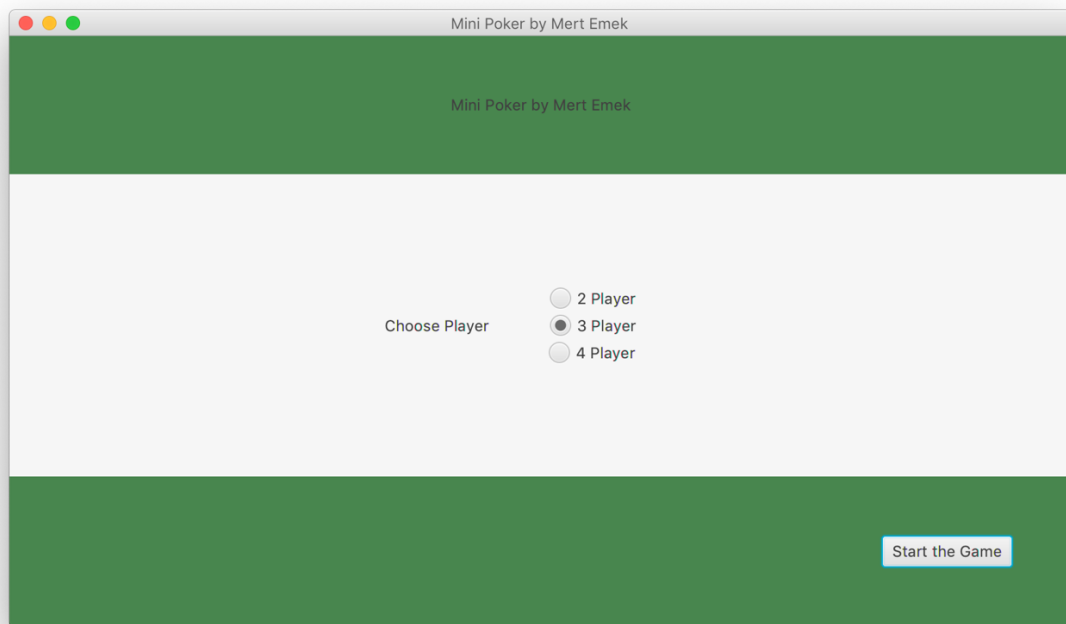 Mini Poker by Mert Emek
Mini Poker by Mert Emek
2 Player
Choose Player
3 Player
4 Player
Start the Game